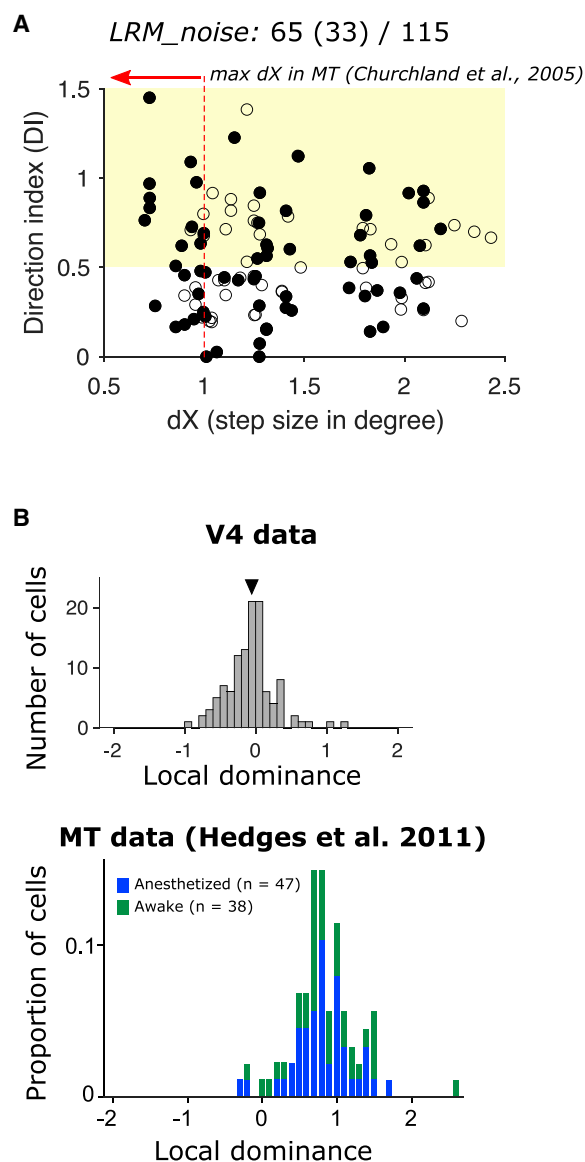 A
LRM_noise: 65 (33) / 115
max dX in MT (Churchland et al., 2005)
Direction index (DI)
1.5
1
0.5
0
0.5 1 1.5 2 2.5
dX (step size in degree)
B
V4 data
Number of cells
20
10
0
-2 -1 0 1 2
Local dominance
MT data (Hedges et al. 2011)
Anesthetized (n = 47)
Awake (n = 38)
Proportion of cells
0.1
0
-2 -1 0 1 2
Local dominance